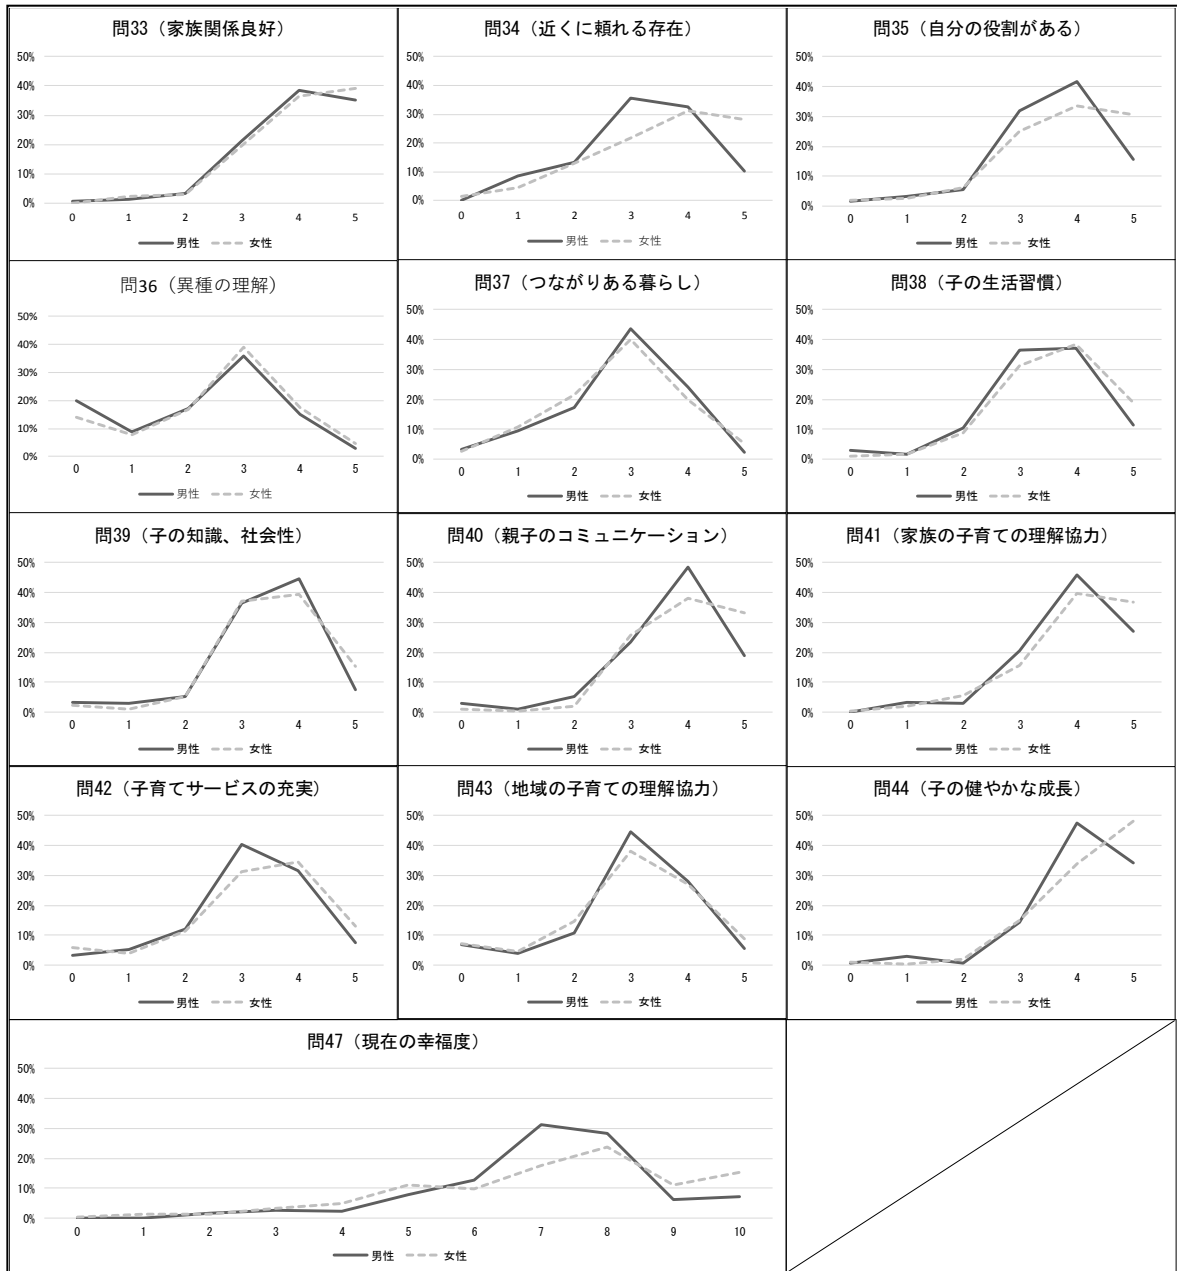 問33（家族関係良好）
50%
40%
30%
20%
10%
0%
0 1 2 3 4 5
男性 女性
問34（近くに頼れる存在）
50%
40%
30%
20%
10%
0%
0 1 2 3 4 5
男性 女性
問35（自分の役割がある）
50%
40%
30%
20%
10%
0%
0 1 2 3 4 5
男性 女性
問36（異種の理解）
50%
40%
30%
20%
10%
0%
0 1 2 3 4 5
男性 女性
問37（つながりある暮らし）
50%
40%
30%
20%
10%
0%
0 1 2 3 4 5
男性 女性
問38（子の生活習慣）
50%
40%
30%
20%
10%
0%
0 1 2 3 4 5
男性 女性
問39（子の知識、社会性）
50%
40%
30%
20%
10%
0%
0 1 2 3 4 5
男性 女性
問40（親子のコミュニケーション）
50%
40%
30%
20%
10%
0%
0 1 2 3 4 5
男性 女性
問41（家族の子育ての理解協力）
50%
40%
30%
20%
10%
0%
0 1 2 3 4 5
男性 女性
問42（子育てサービスの充実）
50%
40%
30%
20%
10%
0%
0 1 2 3 4 5
男性 女性
問43（地域の子育ての理解協力）
50%
40%
30%
20%
10%
0%
0 1 2 3 4 5
男性 女性
問44（子の健やかな成長）
50%
40%
30%
20%
10%
0%
0 1 2 3 4 5
男性 女性
問47（現在の幸福度）
50%
40%
30%
20%
10%
0%
0 1 2 3 4 5 6 7 8 9 10
男性 女性